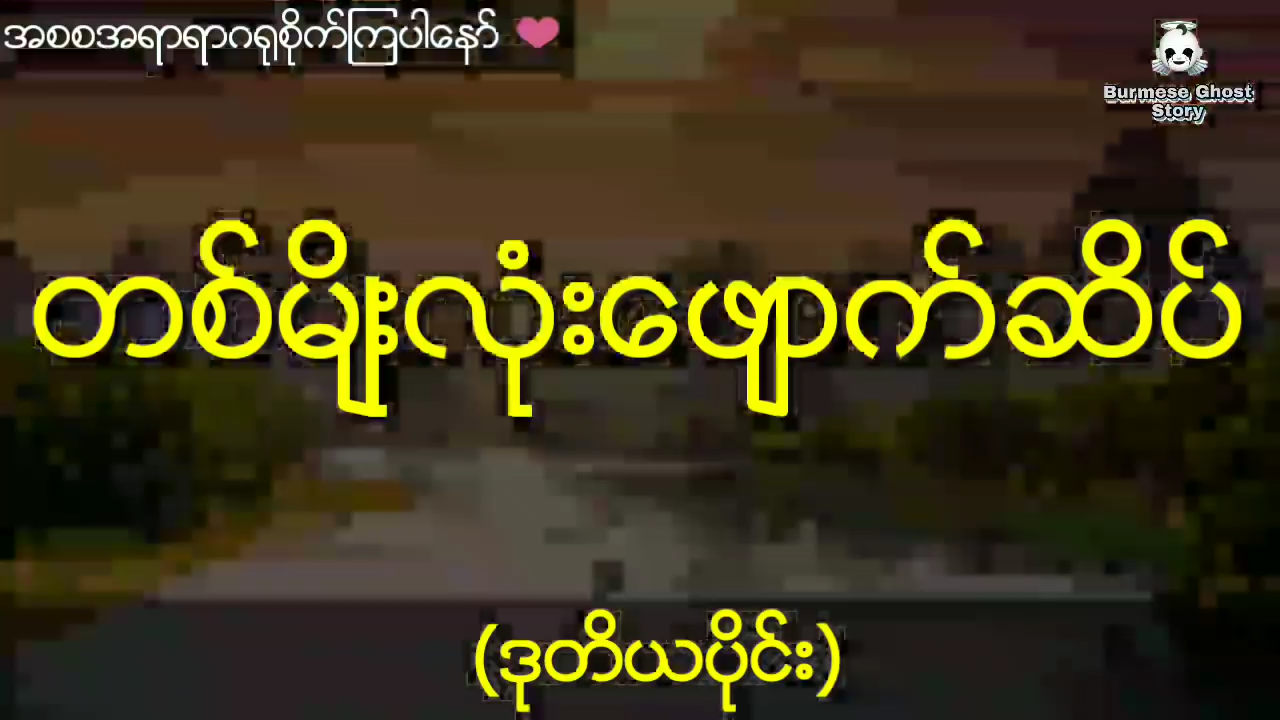 အစစအရာရာဂရုစိုက်ကြပါနော် ❤
Burmese Ghost
Story
တစ်မျိုးလုံးဖျောက်ဆိပ်
(ဒုတိယပိုင်း)